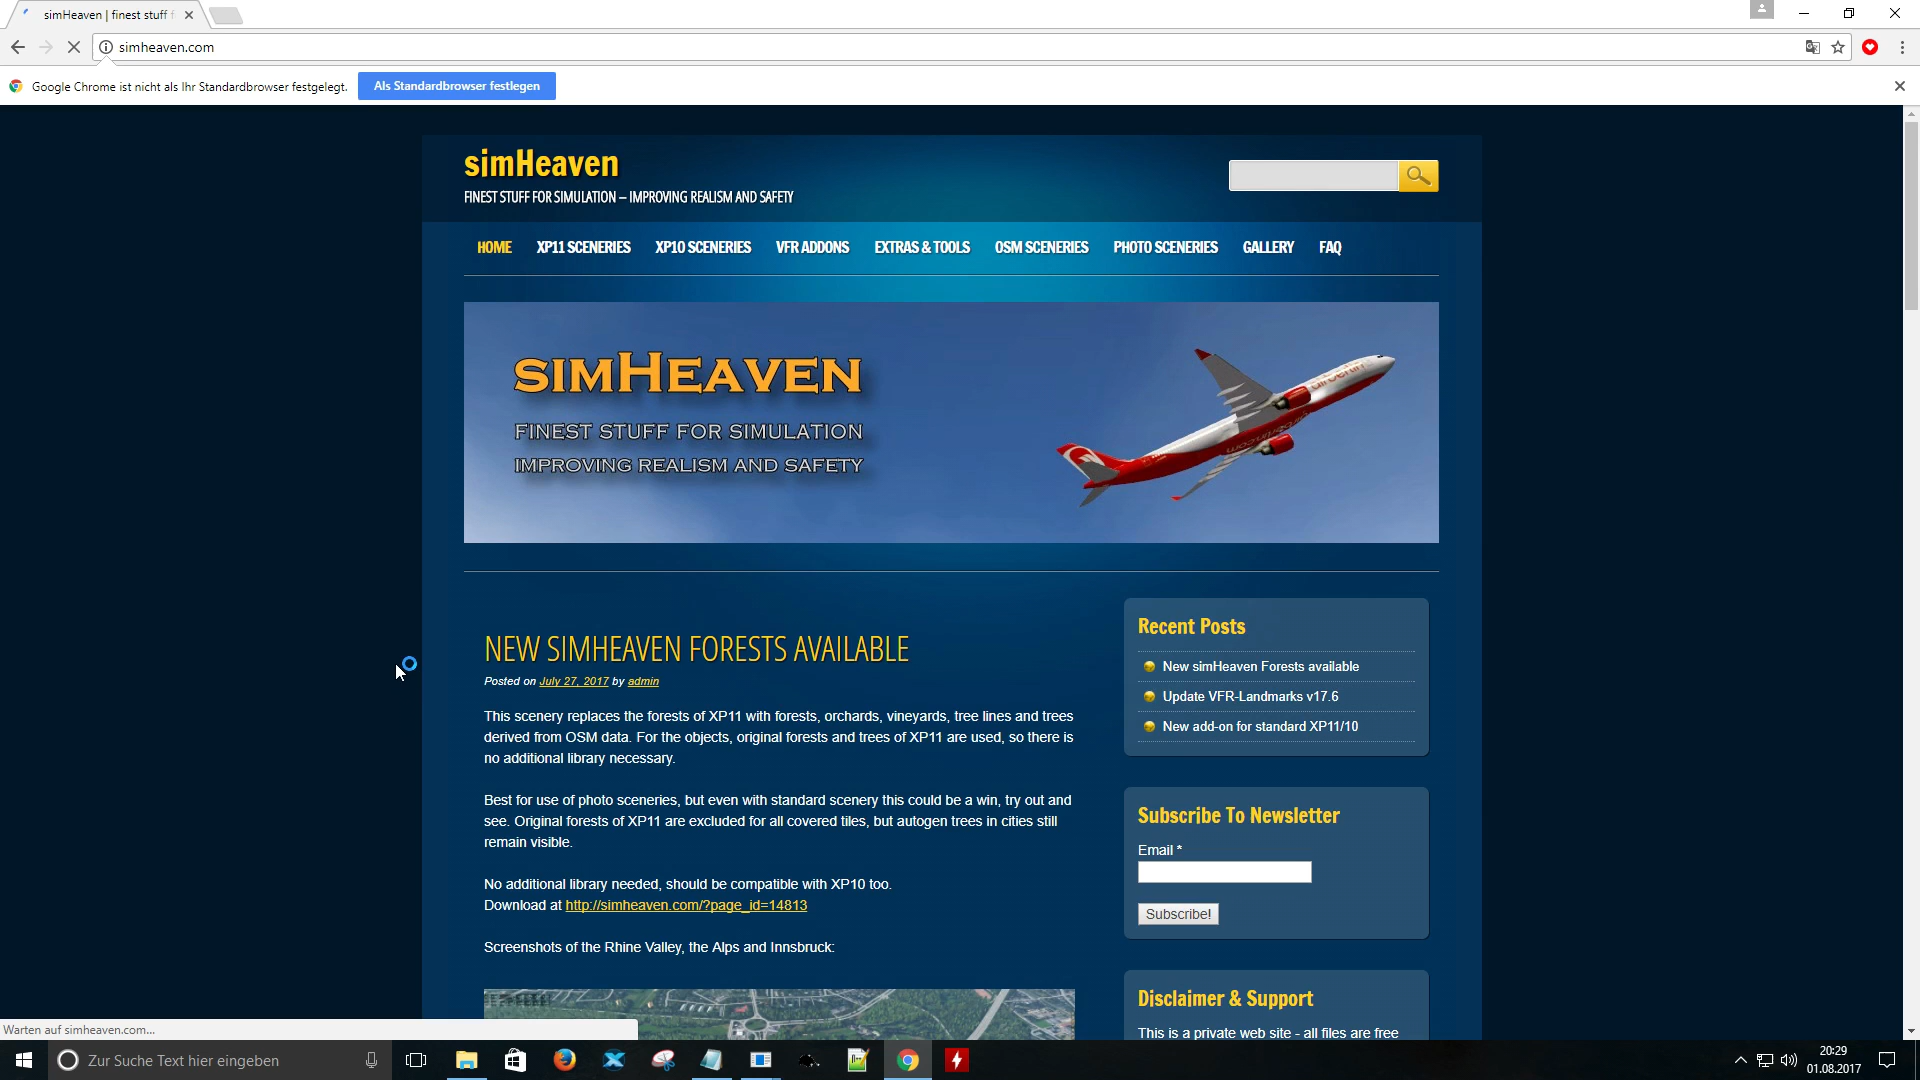 simHeaven | finest stuff f
simheaven.com
Google Chrome ist nicht als Ihr Standardbrowser festgelegt.
Als Standardbrowser festlegen
simHeaven
FINEST STUFF FOR SIMULATION – IMPROVING REALISM AND SAFETY
HOME
XP11 SCENERIES
XP10 SCENERIES
VFR ADDONS
EXTRAS & TOOLS
OSM SCENERIES
PHOTO SCENERIES
GALLERY
FAQ
SIMHEAVEN
FINEST STUFF FOR SIMULATION
IMPROVING REALISM AND SAFETY
NEW SIMHEAVEN FORESTS AVAILABLE
Posted on July 27, 2017 by admin
This scenery replaces the forests of XP11 with forests, orchards, vineyards, tree lines and trees
derived from OSM data. For the objects, original forests and trees of XP11 are used, so there is
no additional library necessary.
Best for use of photo sceneries, but even with standard scenery this could be a win, try out and
see. Original forests of XP11 are excluded for all covered tiles, but autogen trees in cities still
remain visible.
No additional library needed, should be compatible with XP10 too.
Download at http://simheaven.com/?page_id=14813
Screenshots of the Rhine Valley, the Alps and Innsbruck:
Recent Posts
New simHeaven Forests available
Update VFR-Landmarks v17.6
New add-on for standard XP11/10
Subscribe To Newsletter
Email *
Subscribe!
Disclaimer & Support
This is a private web site - all files are free
Warten auf simheaven.com...
Zur Suche Text hier eingeben
20:29
01.08.2017